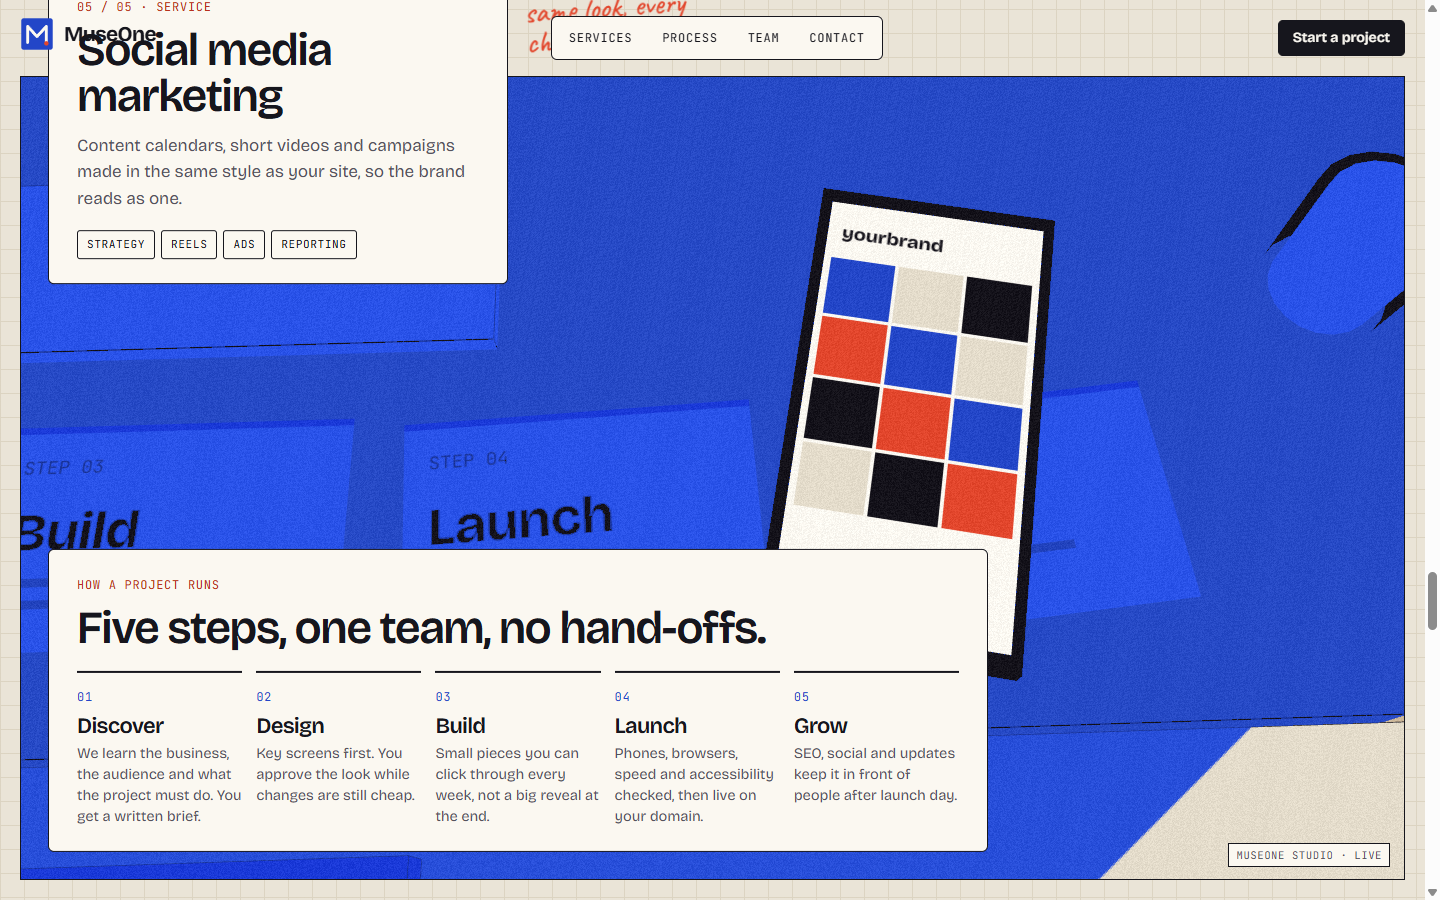 05 / 05 · SERVICE
same look, every
ch
MuseOne
SERVICES PROCESS TEAM CONTACT
Start a project
Social media
marketing
Content calendars, short videos and campaigns
made in the same style as your site, so the brand
reads as one.
STRATEGY REELS ADS REPORTING
yourbrand
STEP 03
Build
STEP 04
Launch
HOW A PROJECT RUNS
Five steps, one team, no hand-offs.
01
Discover
We learn the business,
the audience and what
the project must do. You
get a written brief.
02
Design
Key screens first. You
approve the look while
changes are still cheap.
03
Build
Small pieces you can
click through every
week, not a big reveal at
the end.
04
Launch
Phones, browsers,
speed and accessibility
checked, then live on
your domain.
05
Grow
SEO, social and updates
keep it in front of
people after launch day.
MUSEONE STUDIO · LIVE